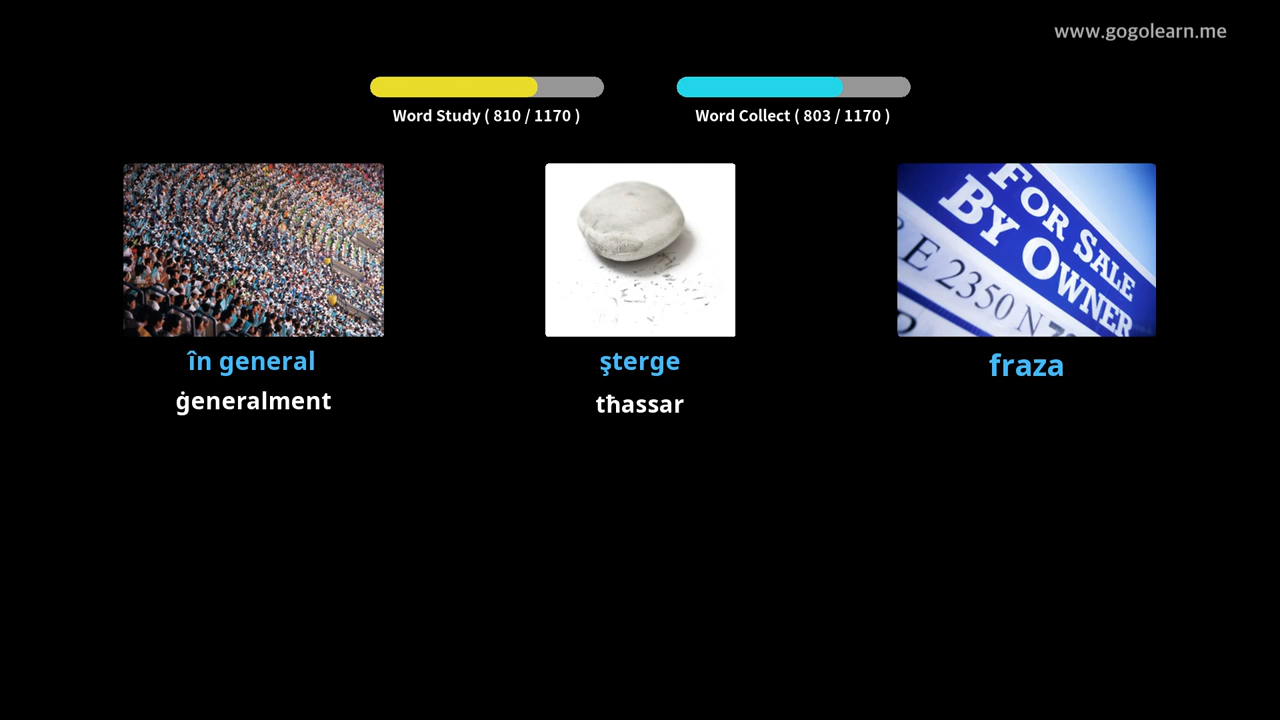 www.gogolearn.me
Word Study ( 810 / 1170 )
Word Collect ( 803 / 1170 )
FOR SALE
BY OWNER
E 2350 N
în general
şterge
fraza
ġeneralment
tħassar